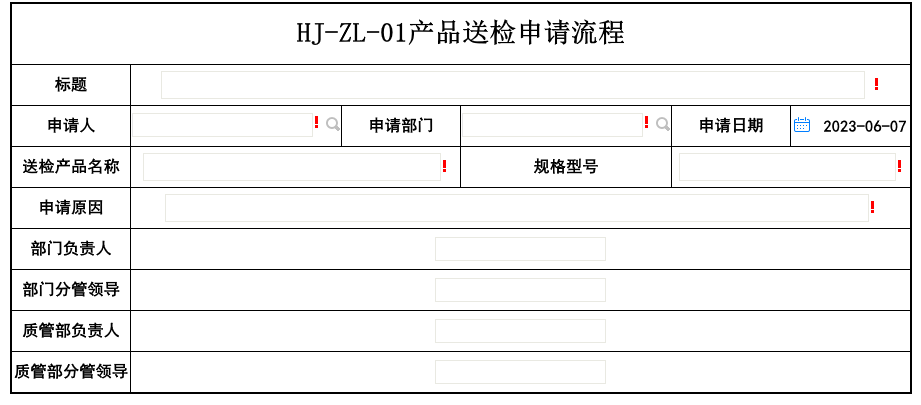 HJ-ZL-01产品送检申请流程
标题 !
申请人 ! 申请部门 ! 申请日期 2023-06-07
送检产品名称 ! 规格型号 !
申请原因 !
部门负责人
部门分管领导
质管部负责人
质管部分管领导